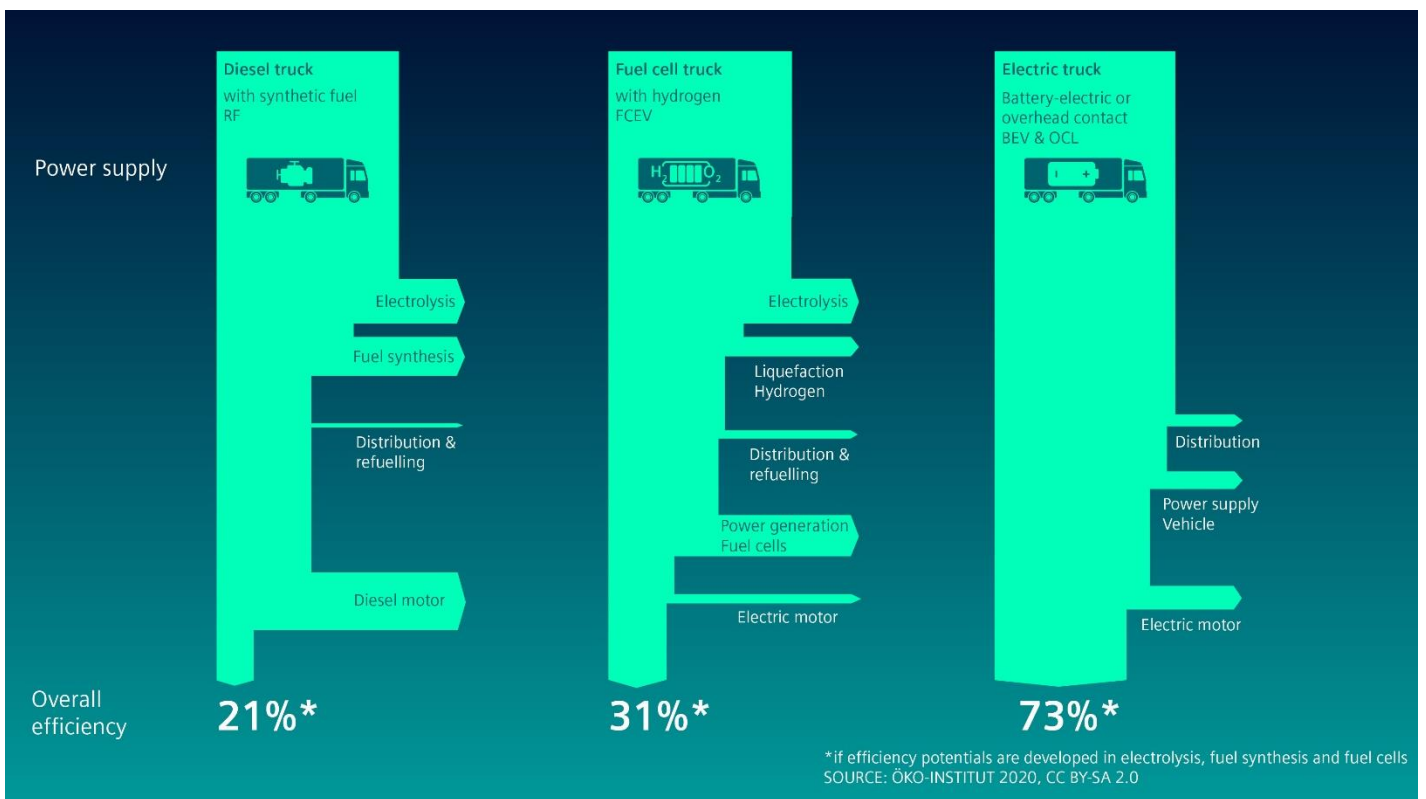 Power supply
Diesel truck
with synthetic fuel
RF
Electrolysis
Fuel synthesis
Distribution &
refuelling
Diesel motor
Fuel cell truck
with hydrogen
FCEV
H2 O2
Electrolysis
Liquefaction
Hydrogen
Distribution &
refuelling
Power generation
Fuel cells
Electric motor
Electric truck
Battery-electric or
overhead contact
BEV & OCL
- +
Distribution
Power supply
Vehicle
Electric motor
Overall
efficiency
21%*
31%*
73%*
*if efficiency potentials are developed in electrolysis, fuel synthesis and fuel cells
SOURCE: ÖKO-INSTITUT 2020, CC BY-SA 2.0